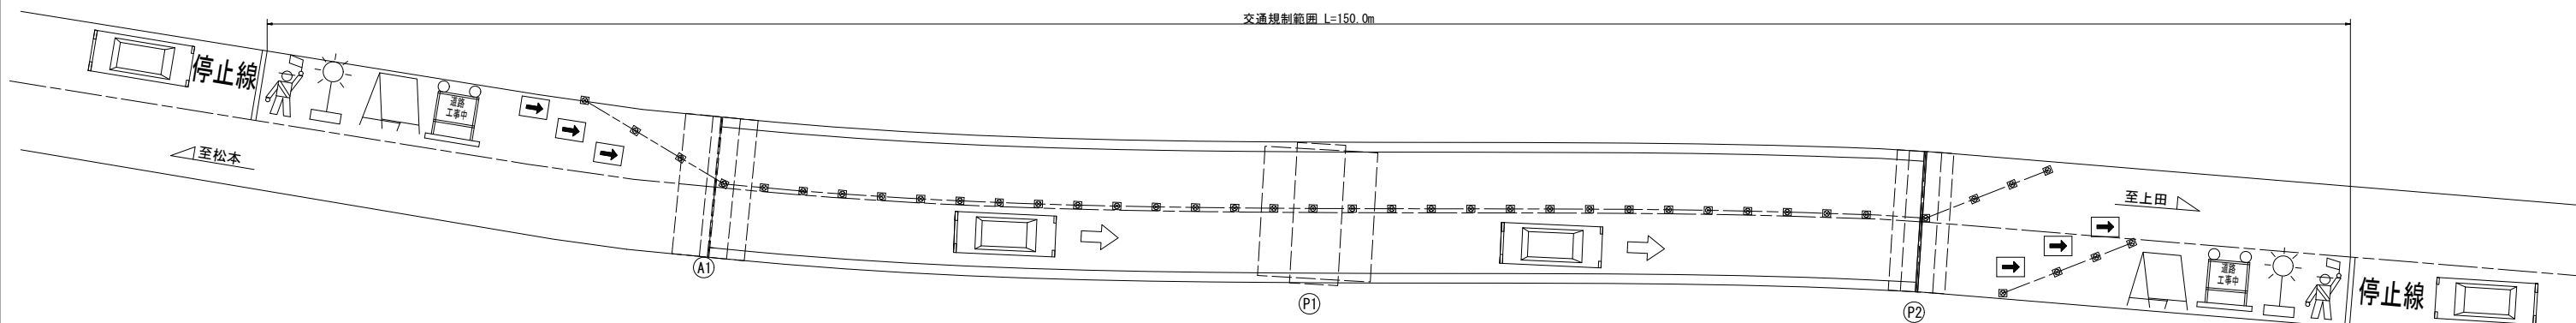 交通規制範囲 L=150.0m
停止線
道路
工事中
至松本
A1
P1
P2
至上田
道路
工事中
停止線